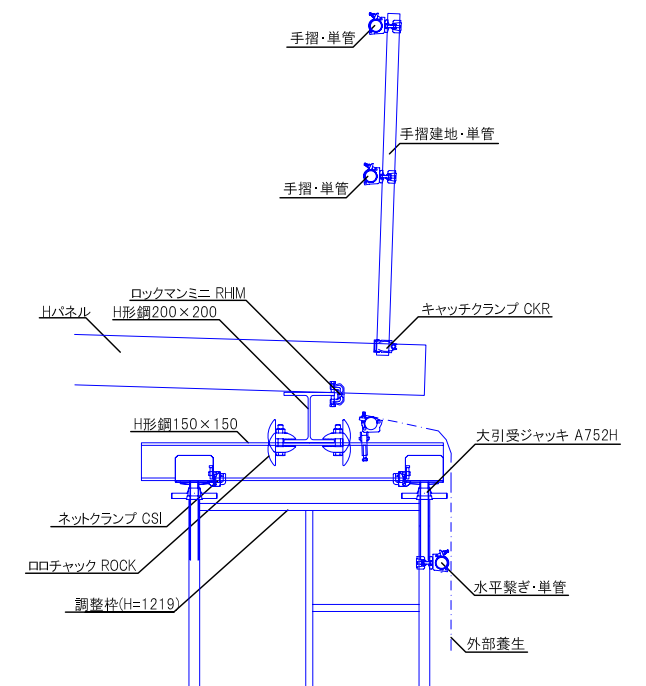 手摺・単管
手摺建地・単管
手摺・単管
ロックマンミニ RHIM
Hパネル
H形鋼200×200
キャッチクランプ CKR
H形鋼150×150
大引受ジャッキ A752H
ネットクランプ CSI
ロロチャック ROCK
水平繋ぎ・単管
調整枠(H=1219)
外部養生